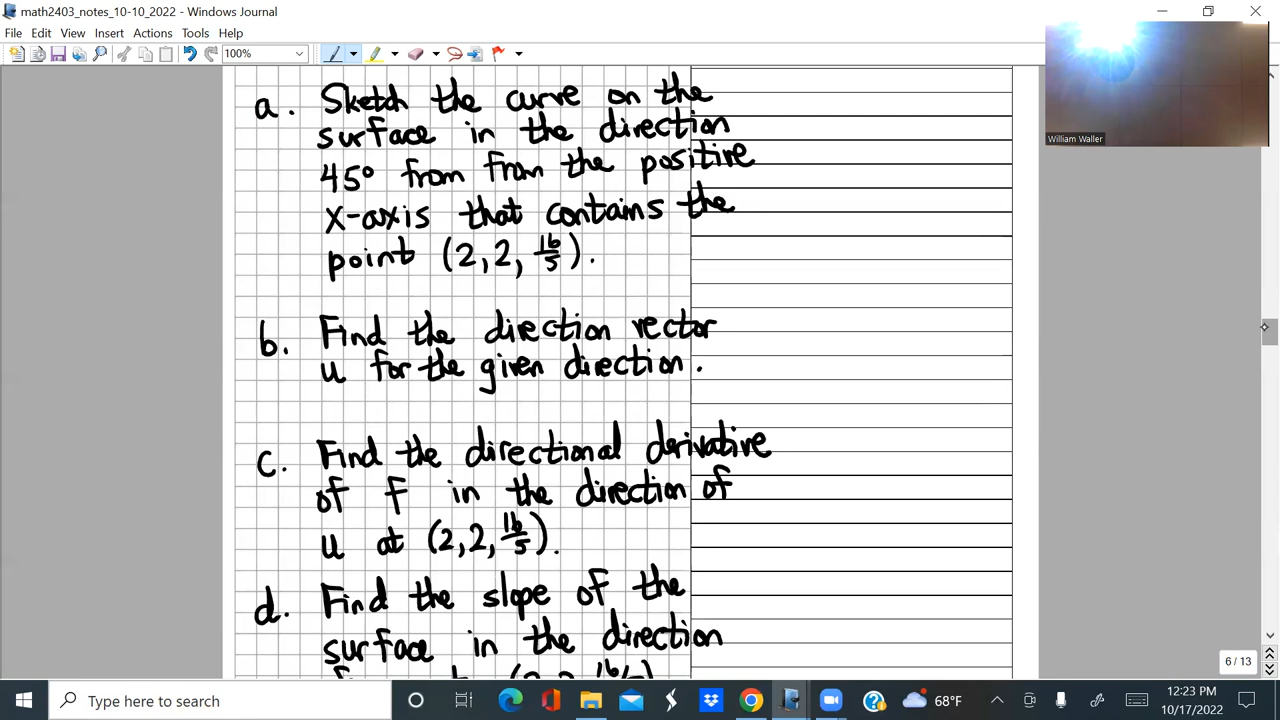 math2403_notes_10-10_2022 - Windows Journal
File Edit View Insert Actions Tools Help
100%
William Waller
a. Sketch the curve on the
surface in the direction
45° from from the positive
x-axis that contains the
point (2, 2, 16/5).
b. Find the direction vector
u for the given direction.
c. Find the directional derivative
of f in the direction of
u at (2, 2, 16/5).
d. Find the slope of the
surface in the direction
6 / 13
Type here to search
68°F
12:23 PM
10/17/2022